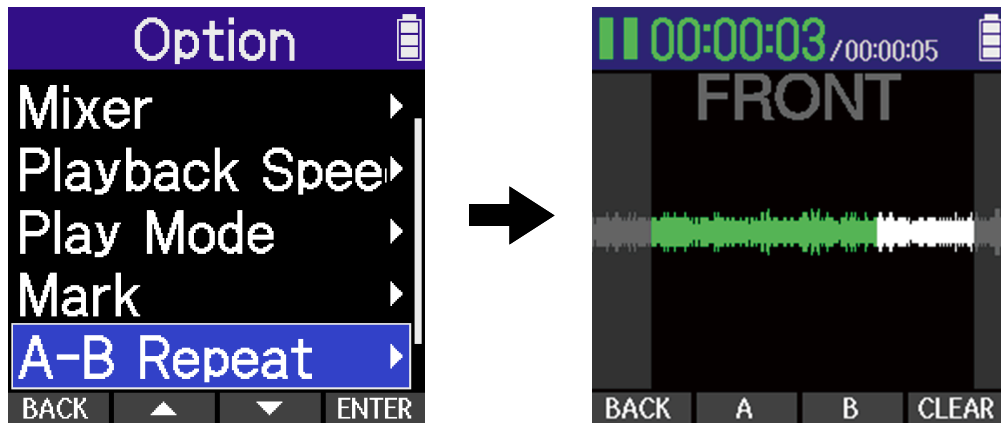 Option
Mixer
Playback Spee
Play Mode
Mark
A-B Repeat
BACK ENTER
00:00:03/00:00:05
FRONT
BACK A B CLEAR